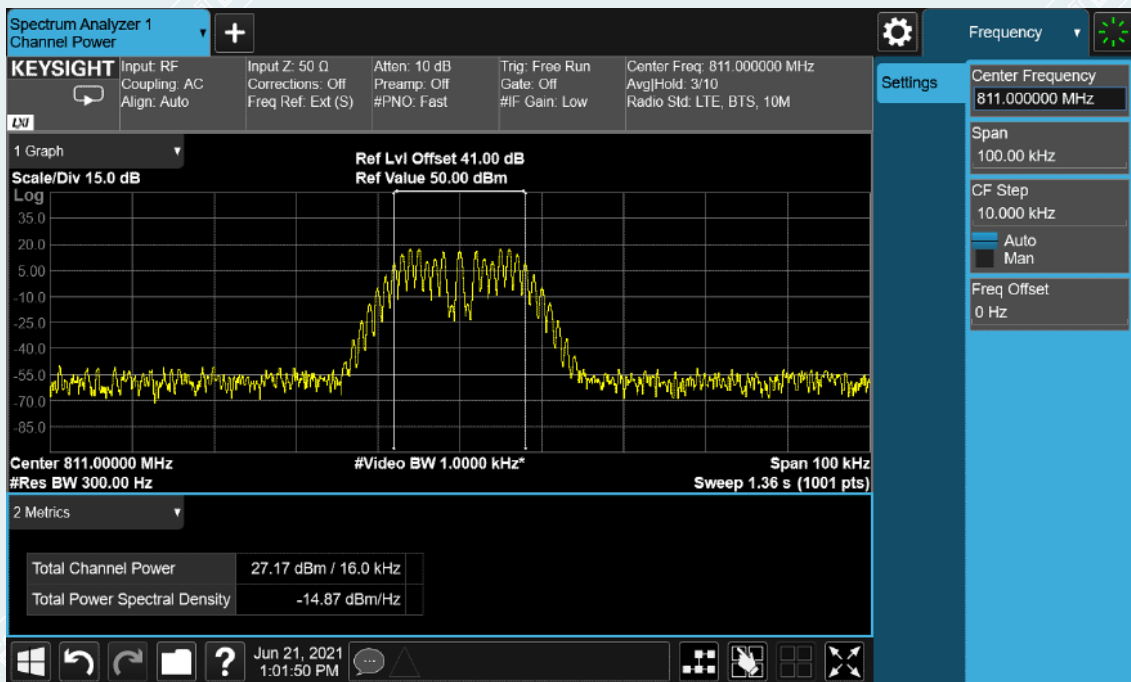 Spectrum Analyzer 1
Channel Power
+
Frequency
KEYSIGHT
LXI
Input: RF
Coupling: AC
Align: Auto
Input Z: 50 Ω
Corrections: Off
Freq Ref: Ext (S)
Atten: 10 dB
Preamp: Off
#PNO: Fast
Trig: Free Run
Gate: Off
#IF Gain: Low
Center Freq: 811.000000 MHz
Avg|Hold: 3/10
Radio Std: LTE, BTS, 10M
Settings
Center Frequency
811.000000 MHz
Span
100.00 kHz
CF Step
10.000 kHz
Auto
Man
Freq Offset
0 Hz
1 Graph
Scale/Div 15.0 dB
Ref Lvl Offset 41.00 dB
Ref Value 50.00 dBm
Log
35.0
20.0
5.00
-10.0
-25.0
-40.0
-55.0
-70.0
-85.0
Center 811.00000 MHz
#Res BW 300.00 Hz
#Video BW 1.0000 kHz*
Span 100 kHz
Sweep 1.36 s (1001 pts)
2 Metrics
Total Channel Power 27.17 dBm / 16.0 kHz
Total Power Spectral Density -14.87 dBm/Hz
?
Jun 21, 2021
1:01:50 PM